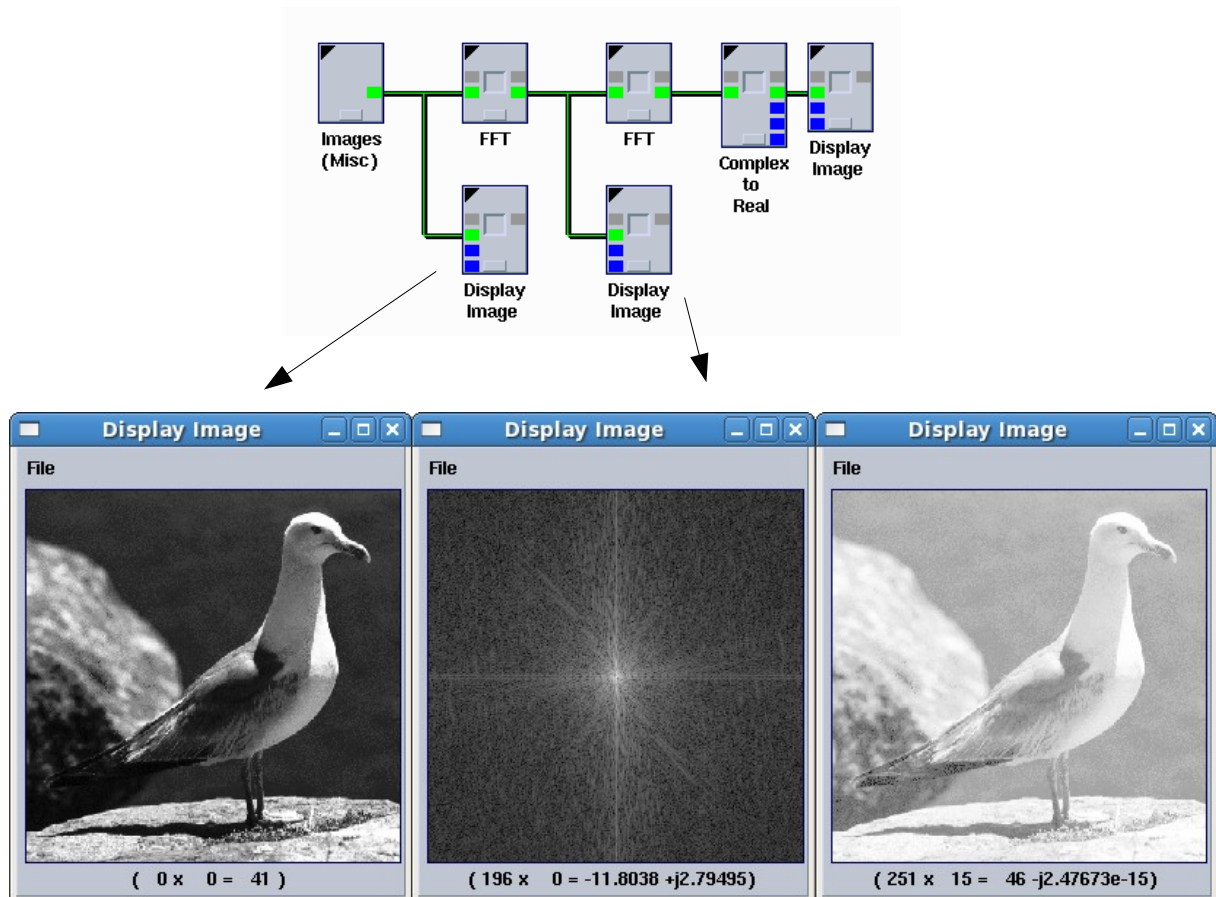 Images
(Misc)
FFT
FFT
Complex
to
Real
Display
Image
Display
Image
Display
Image
Display Image
File
( 0 x 0 = 41 )
Display Image
File
( 196 x 0 = -11.8038 +j2.79495)
Display Image
File
( 251 x 15 = 46 -j2.47673e-15)